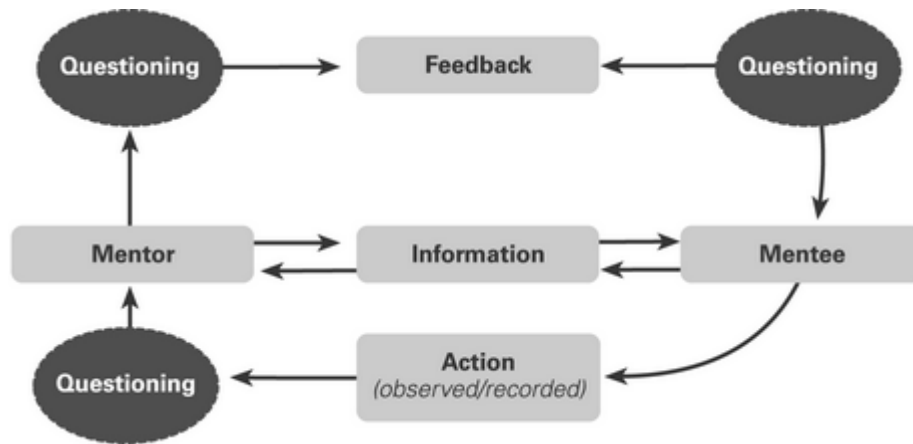 Questioning
Feedback
Questioning
Mentor
Information
Mentee
Questioning
Action
(observed/recorded)